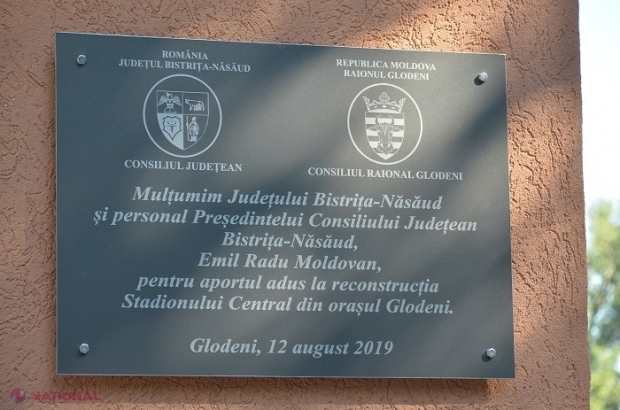 ROMÂNIA
JUDEȚUL BISTRIȚA-NĂSĂUD
CONSILIUL JUDEȚEAN
REPUBLICA MOLDOVA
RAIONUL GLODENI
CONSILIUL RAIONAL GLODENI
Mulțumim Județului Bistrița-Năsăud
și personal Președintelui Consiliului Județean
Bistrița-Năsăud,
Emil Radu Moldovan,
pentru aportul adus la reconstrucția
Stadionului Central din orașul Glodeni.
Glodeni, 12 august 2019
NAȚIONAL